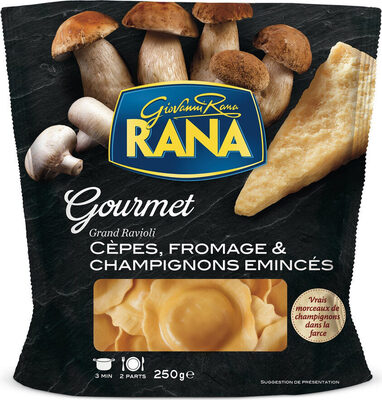 Giovanni Rana
RANA
Gourmet
Grand Ravioli
CÈPES, FROMAGE &
CHAMPIGNONS EMINCÉS
Vrais
morceaux de
champignons
dans la
farce
3 MIN
2 PARTS
250g e
SUGGESTION DE PRÉSENTATION